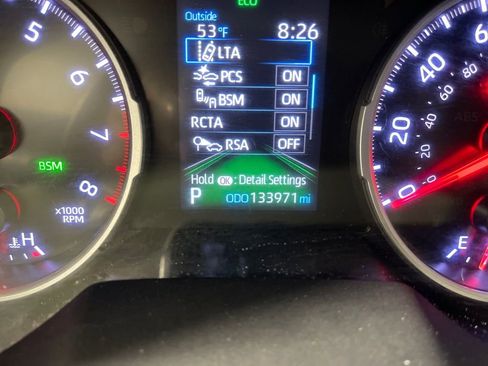 ECO
Outside
53°F 8:26
LTA
PCS ON
BSM ON
RCTA ON
RSA OFF
Hold OK : Detail Settings
P ODO 133971 mi
5
6
7
8
BSM
x1000
RPM
H
60
40
20
0
0
E